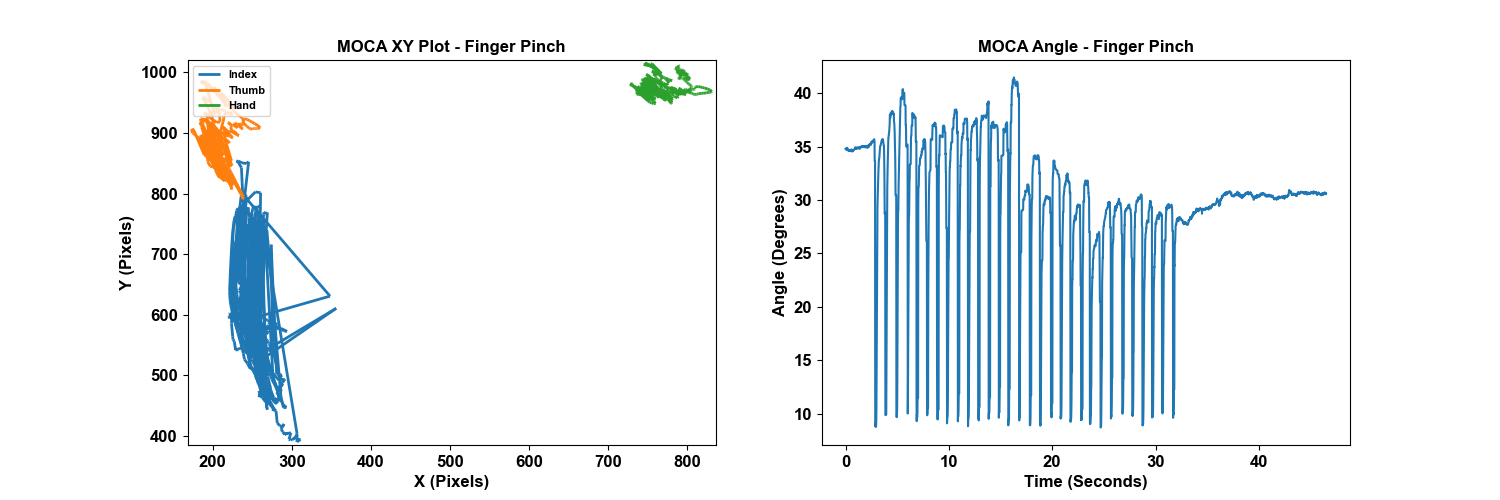 MOCA XY Plot - Finger Pinch
Y (Pixels)
1000
900
800
700
600
500
400
Index
Thumb
Hand
200 300 400 500 600 700 800
X (Pixels)
MOCA Angle - Finger Pinch
Angle (Degrees)
40
35
30
25
20
15
10
0 10 20 30 40
Time (Seconds)